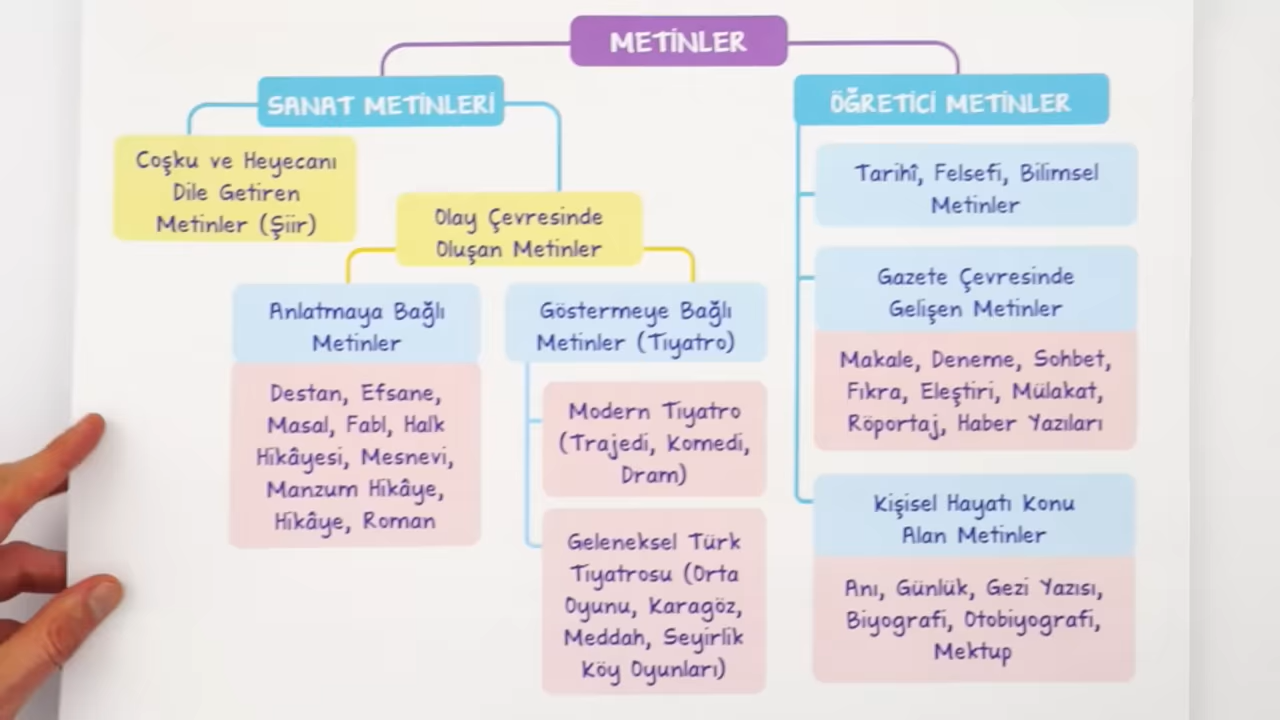 METİNLER
SANAT METİNLERİ
Coşku ve Heyecanı
Dile Getiren
Metinler (Şiir)
Olay Çevresinde
Oluşan Metinler
Anlatmaya Bağlı
Metinler
Destan, Efsane,
Masal, Fabl, Halk
Hikâyesi, Mesnevi,
Manzum Hikâye,
Hikâye, Roman
Göstermeye Bağlı
Metinler (Tiyatro)
Modern Tiyatro
(Trajedi, Komedi,
Dram)
Geleneksel Türk
Tiyatrosu (Orta
Oyunu, Karagöz,
Meddah, Seyirlik
Köy Oyunları)
ÖĞRETİCİ METİNLER
Tarihî, Felsefi, Bilimsel
Metinler
Gazete Çevresinde
Gelişen Metinler
Makale, Deneme, Sohbet,
Fıkra, Eleştiri, Mülakat,
Röportaj, Haber Yazıları
Kişisel Hayatı Konu
Alan Metinler
Anı, Günlük, Gezi Yazısı,
Biyografi, Otobiyografi,
Mektup